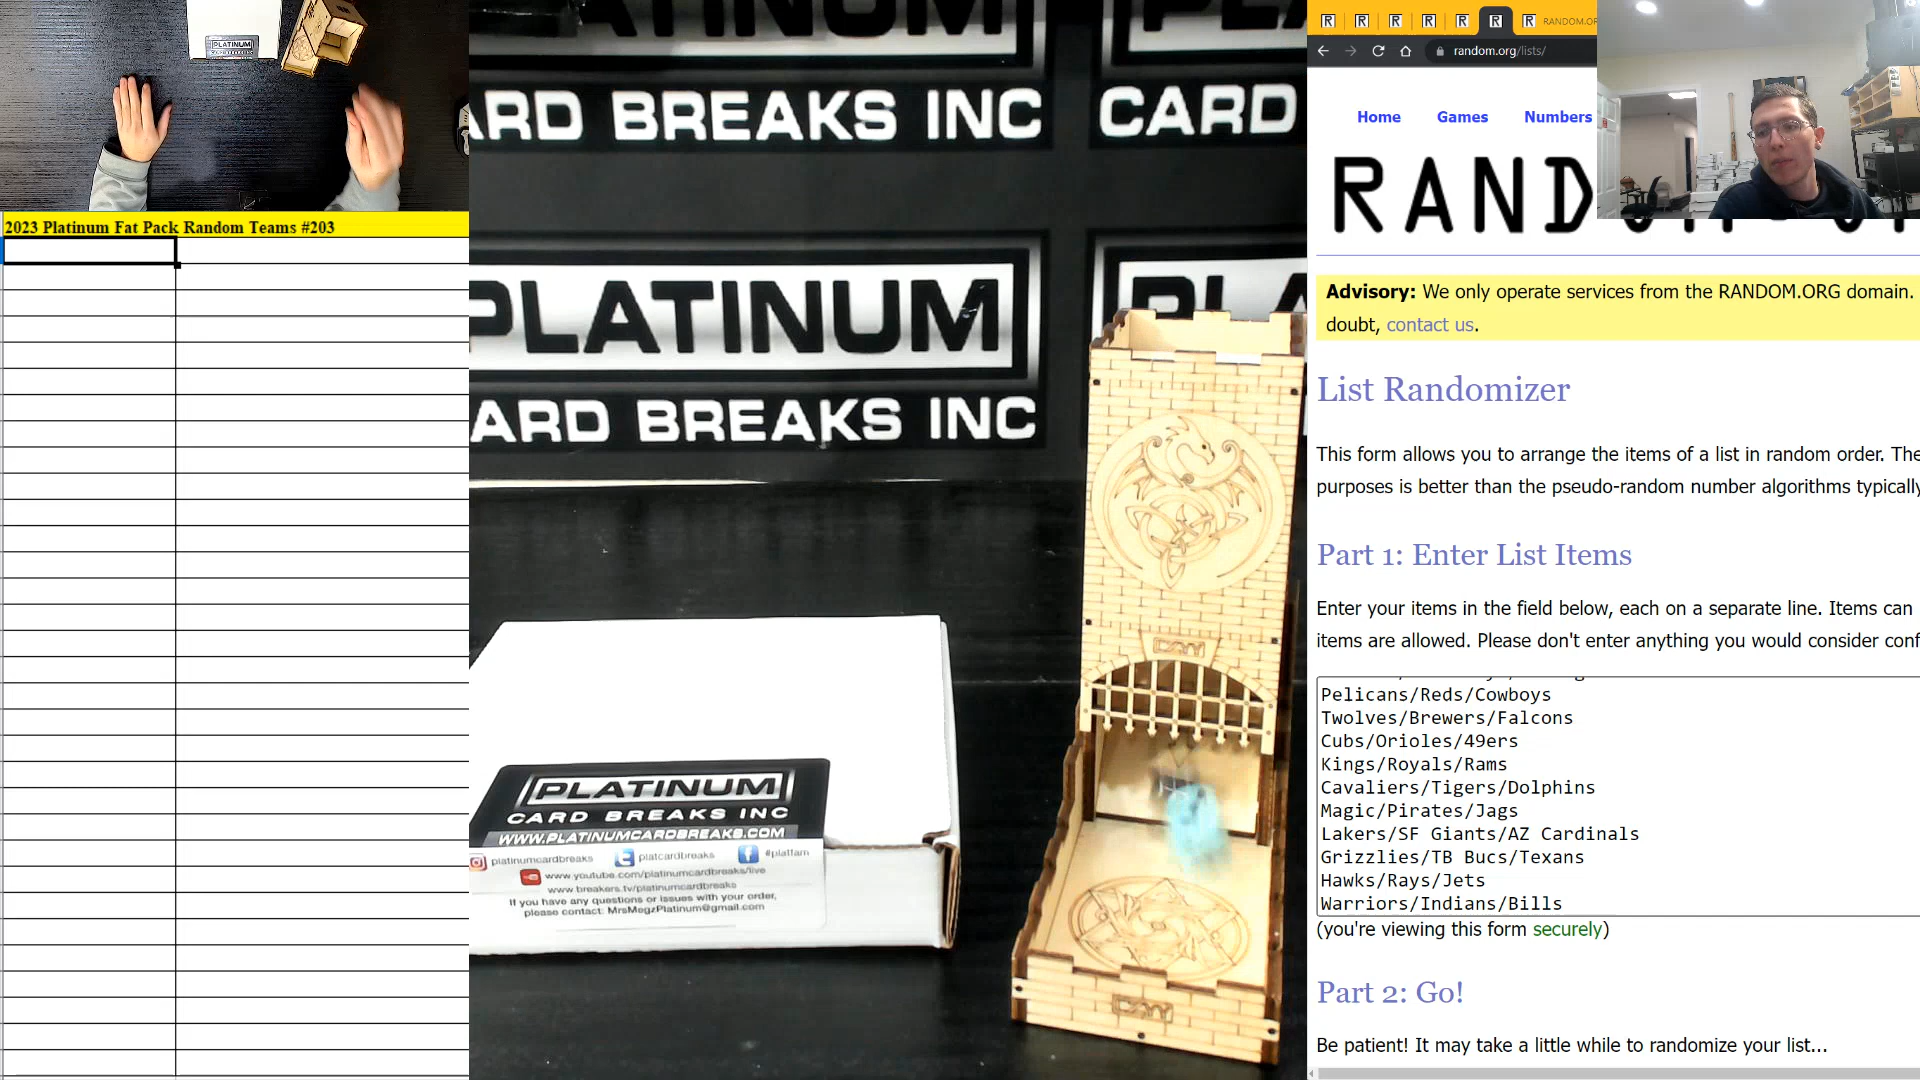 PLATINUM
2023 Platinum Fat Pack Random Teams #203
PLATINUM
ARD BREAKS INC
CARD
PLATINUM
ARD BREAKS INC
PLATINUM
CARD BREAKS INC
WWW.PLATINUMCARDBREAKS.COM
platinumcardbreaks
platcardbreaks
#platfam
www.youtube.com/platinumcardbreaks/live
www.breakers.tv/platinumcardbreaks
If you have any questions or issues with your order,
please contact: MrsMegzPlatinum@gmail.com
RANDOM.OR
random.org/lists/
Home
Games
Numbers
RAND
Advisory: We only operate services from the RANDOM.ORG domain.
doubt, contact us.
List Randomizer
This form allows you to arrange the items of a list in random order. The
purposes is better than the pseudo-random number algorithms typically
Part 1: Enter List Items
Enter your items in the field below, each on a separate line. Items can
items are allowed. Please don't enter anything you would consider conf
Pelicans/Reds/Cowboys
Twolves/Brewers/Falcons
Cubs/Orioles/49ers
Kings/Royals/Rams
Cavaliers/Tigers/Dolphins
Magic/Pirates/Jags
Lakers/SF Giants/AZ Cardinals
Grizzlies/TB Bucs/Texans
Hawks/Rays/Jets
Warriors/Indians/Bills
(you're viewing this form securely)
Part 2: Go!
Be patient! It may take a little while to randomize your list...